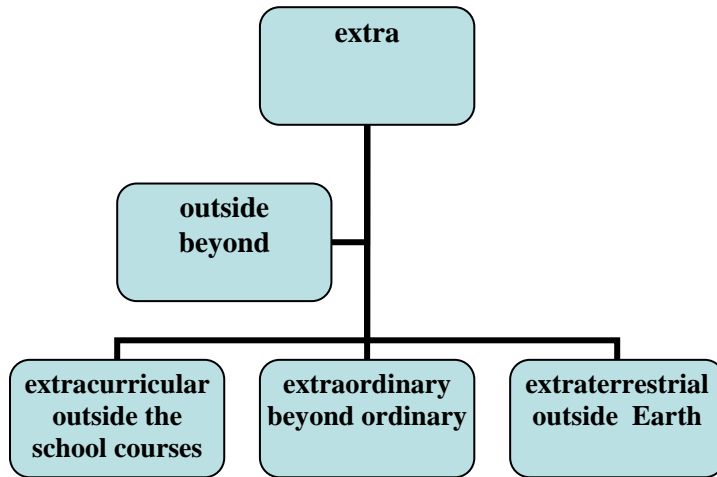 extra
outside
beyond
extracurricular
outside the
school courses
extraordinary
beyond ordinary
extraterrestrial
outside Earth